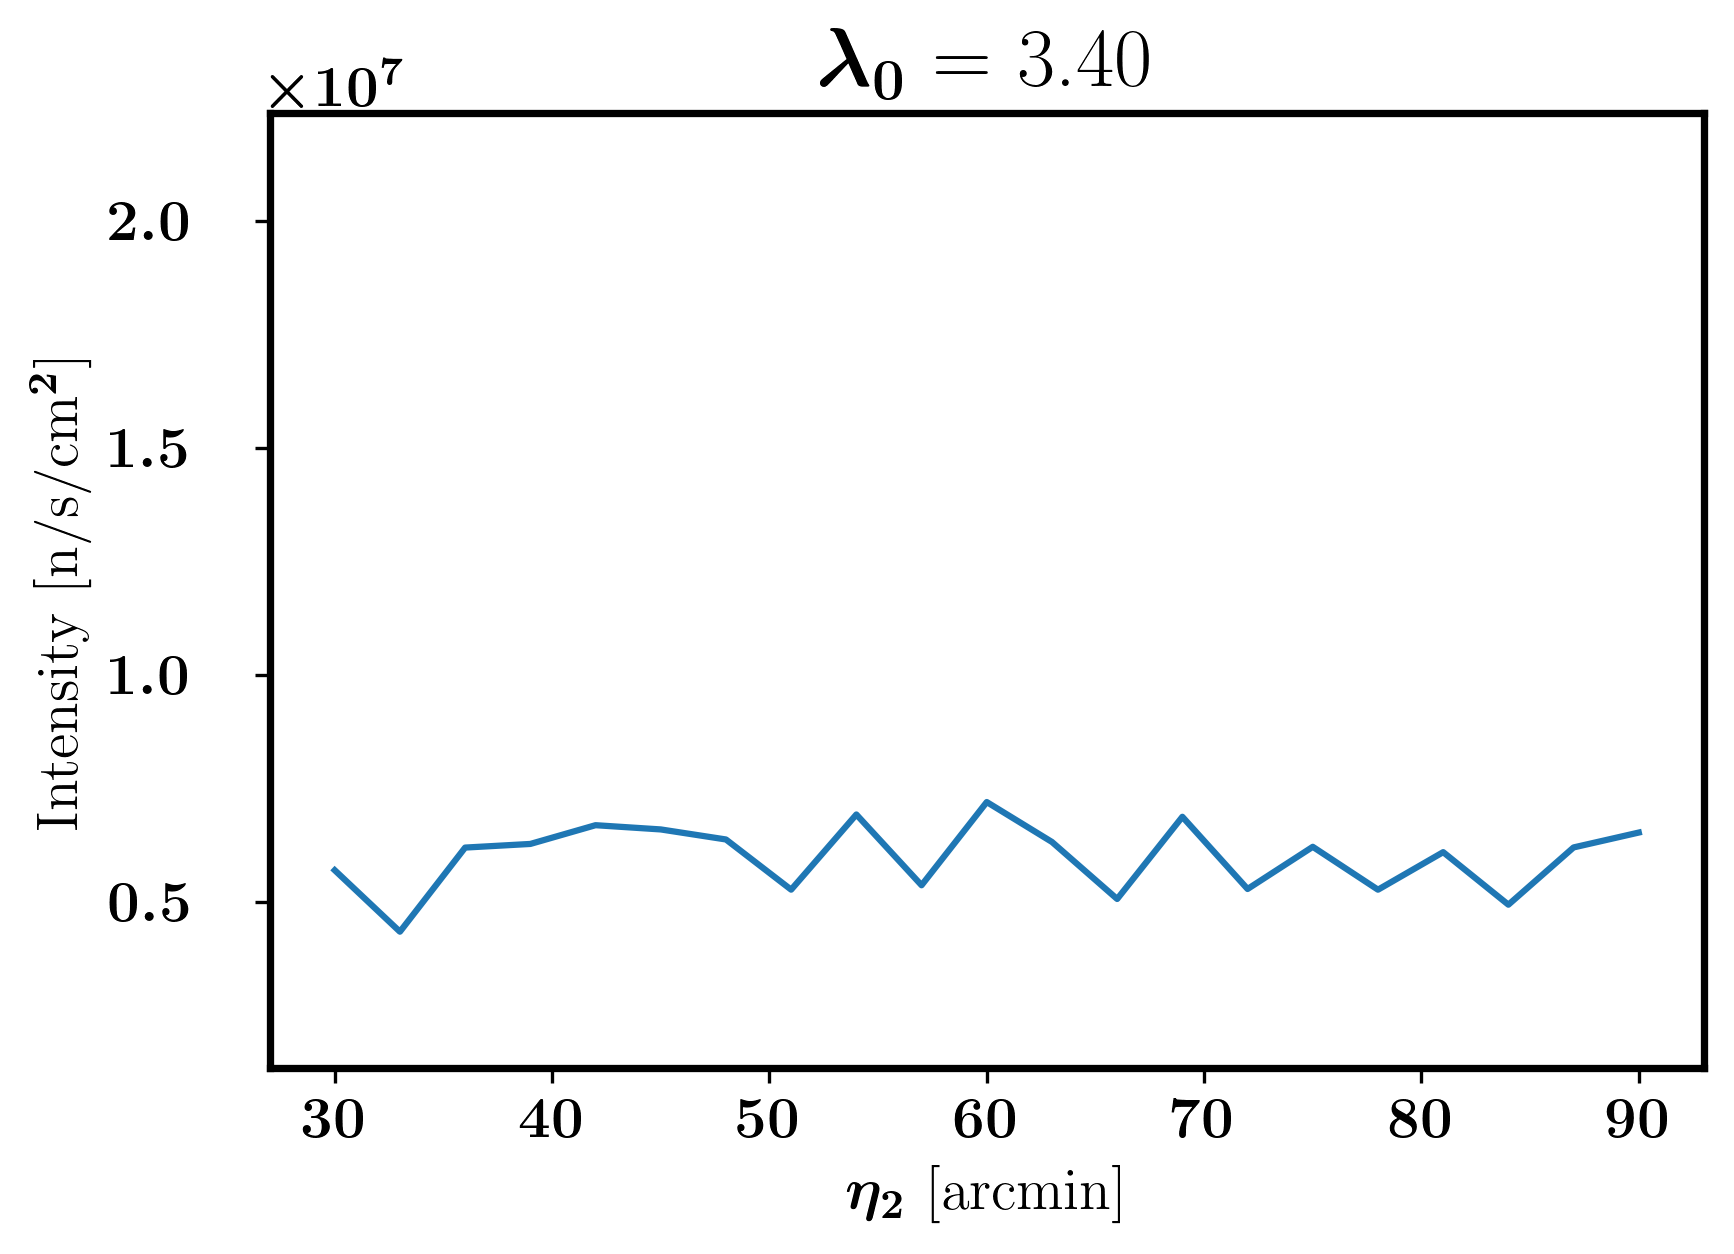 λ₀ = 3.40
×10⁷
2.0
1.5
1.0
0.5
Intensity [n/s/cm²]
30 40 50 60 70 80 90
η₂ [arcmin]